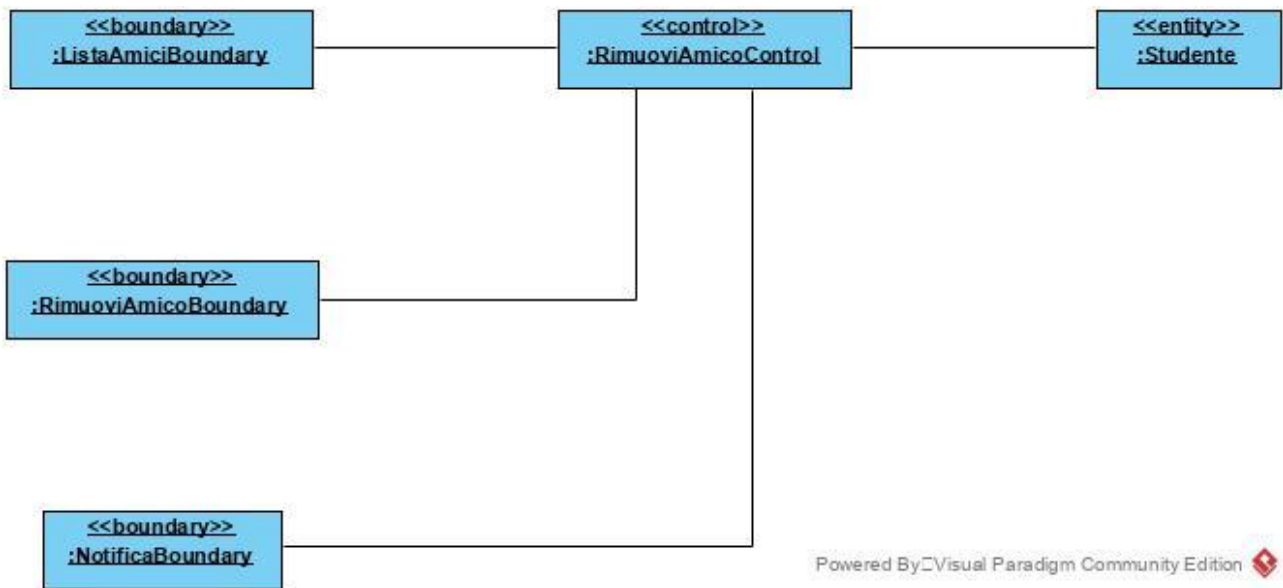 <<boundary>>
:ListaAmiciBoundary
<<control>>
:RimuoviAmicoControl
<<entity>>
:Studente
<<boundary>>
:RimuoviAmicoBoundary
<<boundary>>
:NotificaBoundary
Powered By Visual Paradigm Community Edition